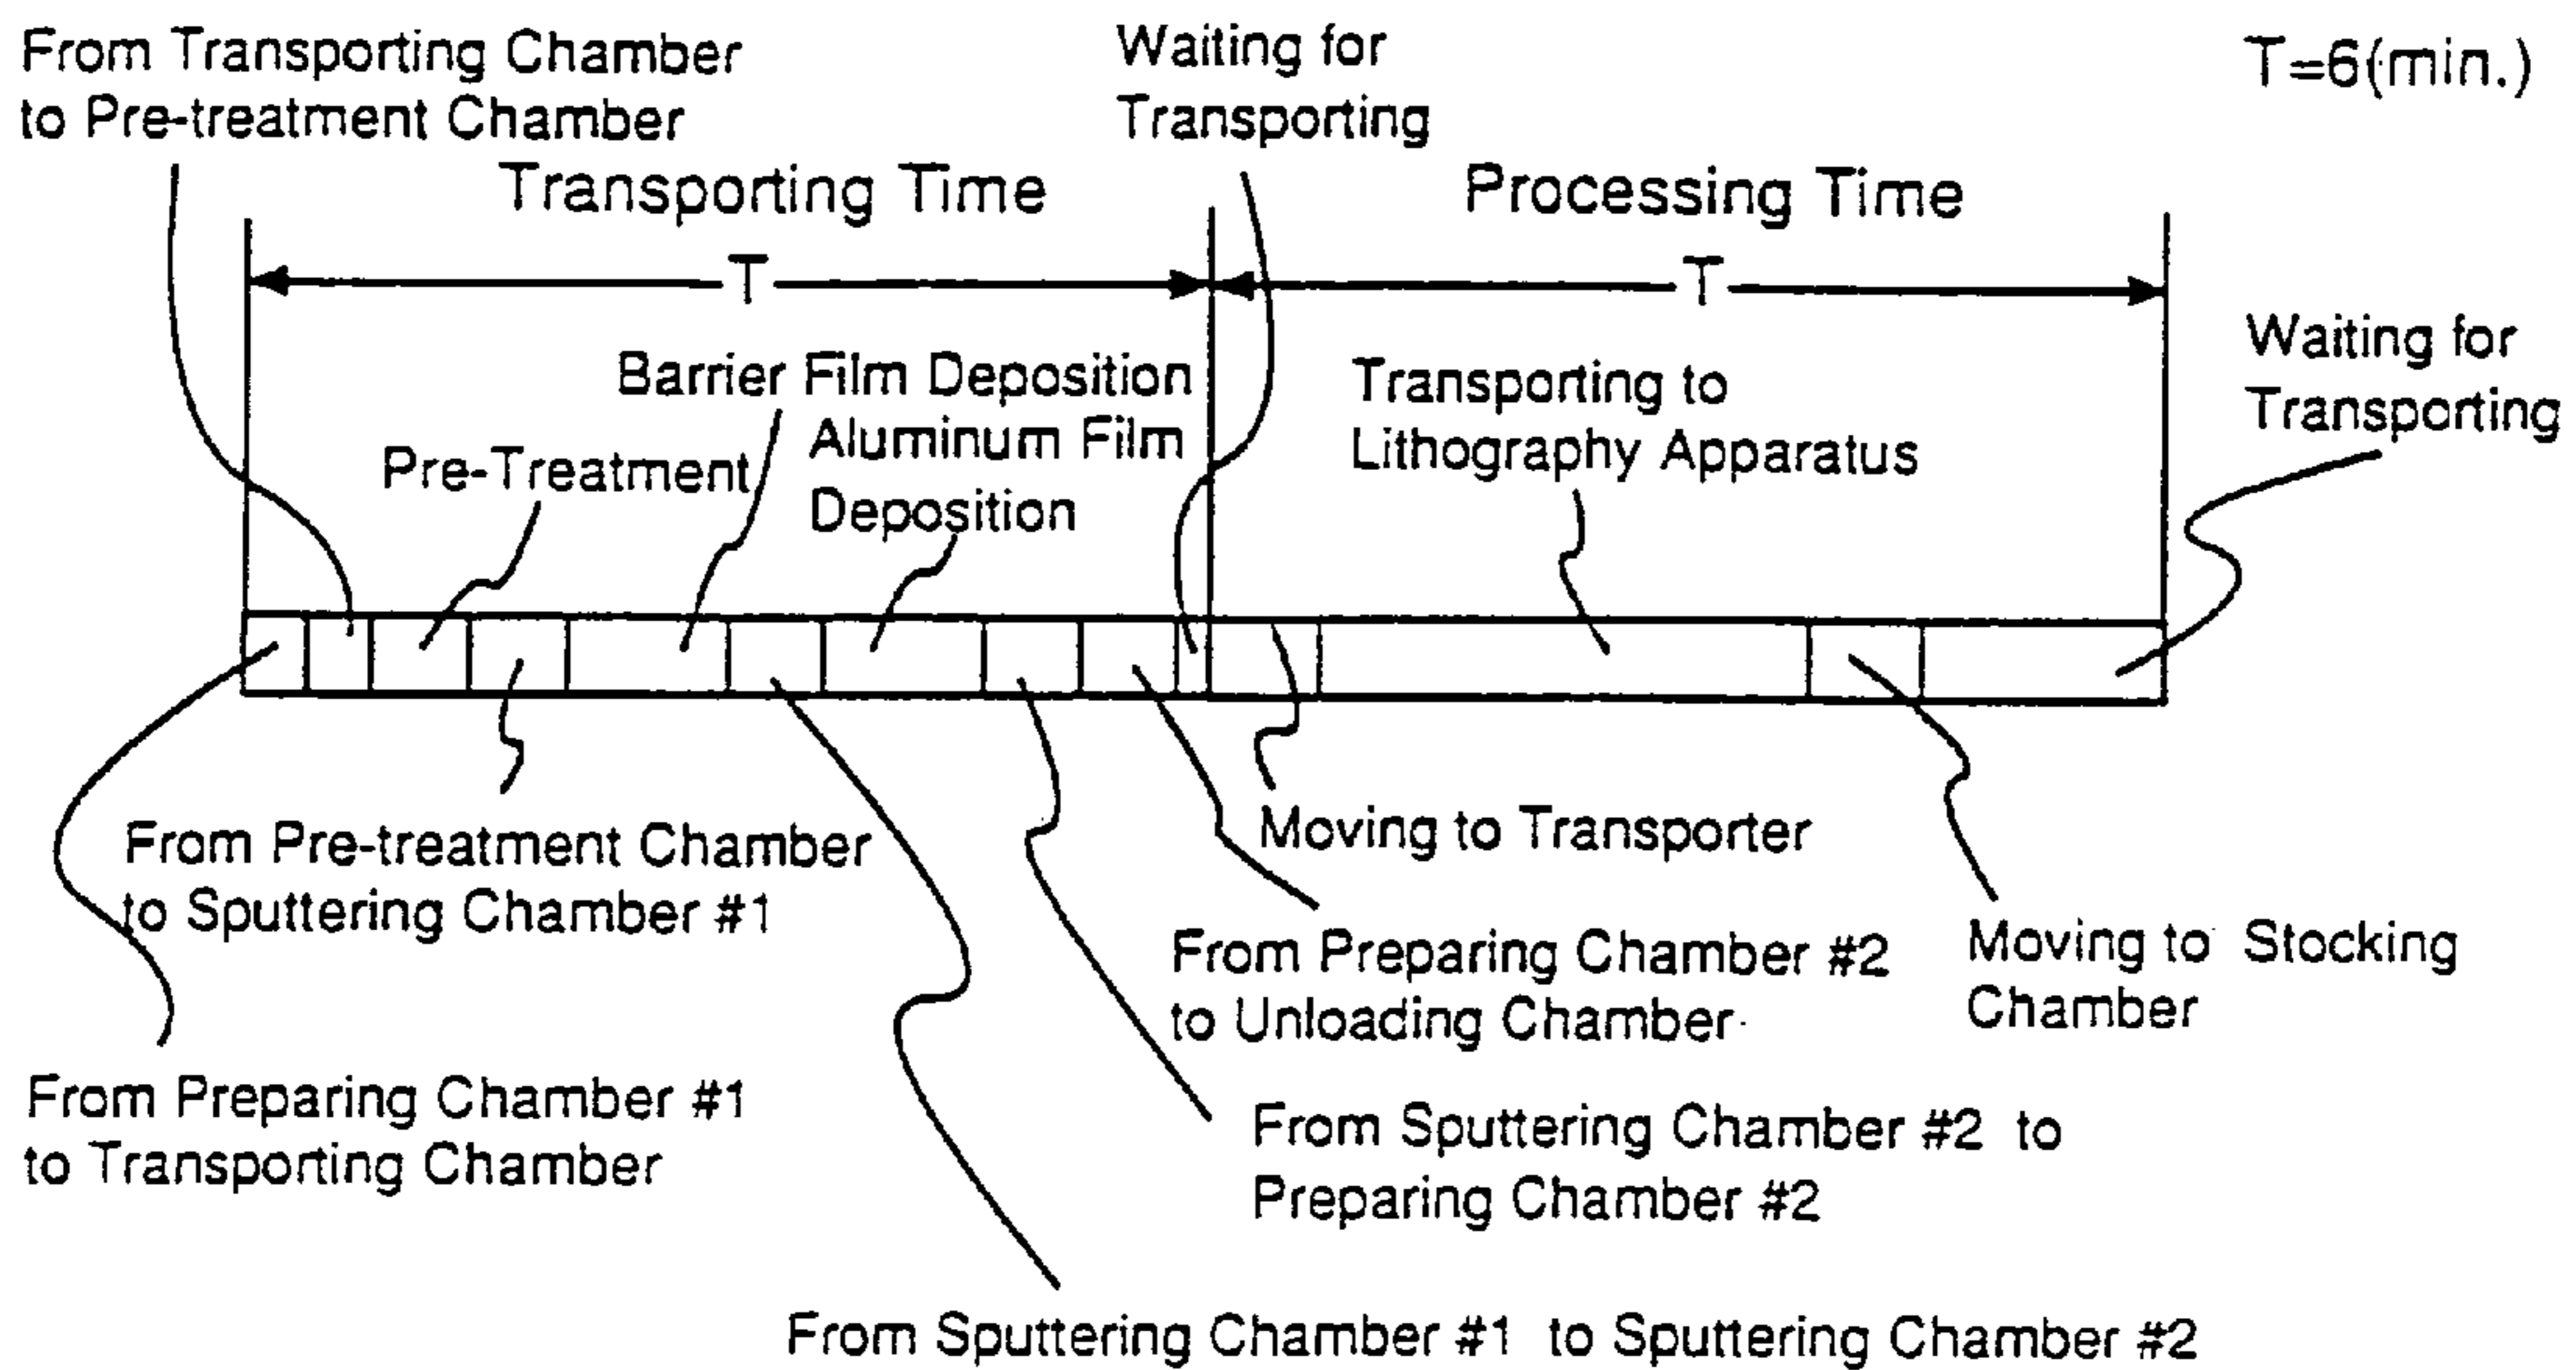 From Transporting Chamber
to Pre-treatment Chamber
Waiting for
Transporting
T=6(min.)
Transporting Time
Processing Time
T
T
Barrier Film Deposition
Aluminum Film
Deposition
Pre-Treatment
Transporting to
Lithography Apparatus
Waiting for
Transporting
From Pre-treatment Chamber
to Sputtering Chamber #1
Moving to Transporter
From Preparing Chamber #2
to Unloading Chamber
Moving to Stocking
Chamber
From Preparing Chamber #1
to Transporting Chamber
From Sputtering Chamber #2 to
Preparing Chamber #2
From Sputtering Chamber #1 to Sputtering Chamber #2